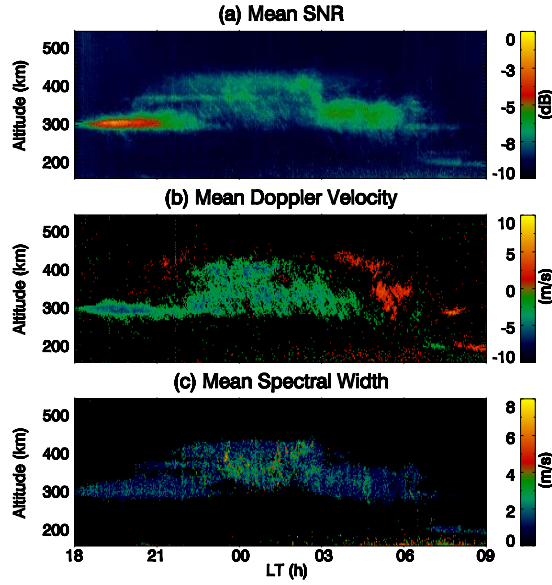 (a) Mean SNR
500
400
300
200
Altitude (km)
0
-3
-5
-8
-10
(dB)
(b) Mean Doppler Velocity
500
400
300
200
Altitude (km)
10
5
0
-5
-10
(m/s)
(c) Mean Spectral Width
500
400
300
200
Altitude (km)
8
6
4
2
0
(m/s)
18 21 00 03 06 09
LT (h)